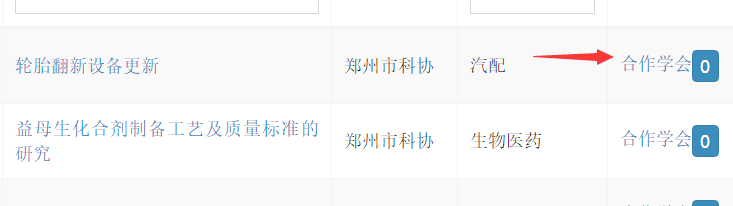 轮胎翻新设备更新 郑州市科协 汽配 合作学会 0
益母生化合剂制备工艺及质量标准的
研究 郑州市科协 生物医药 合作学会 0